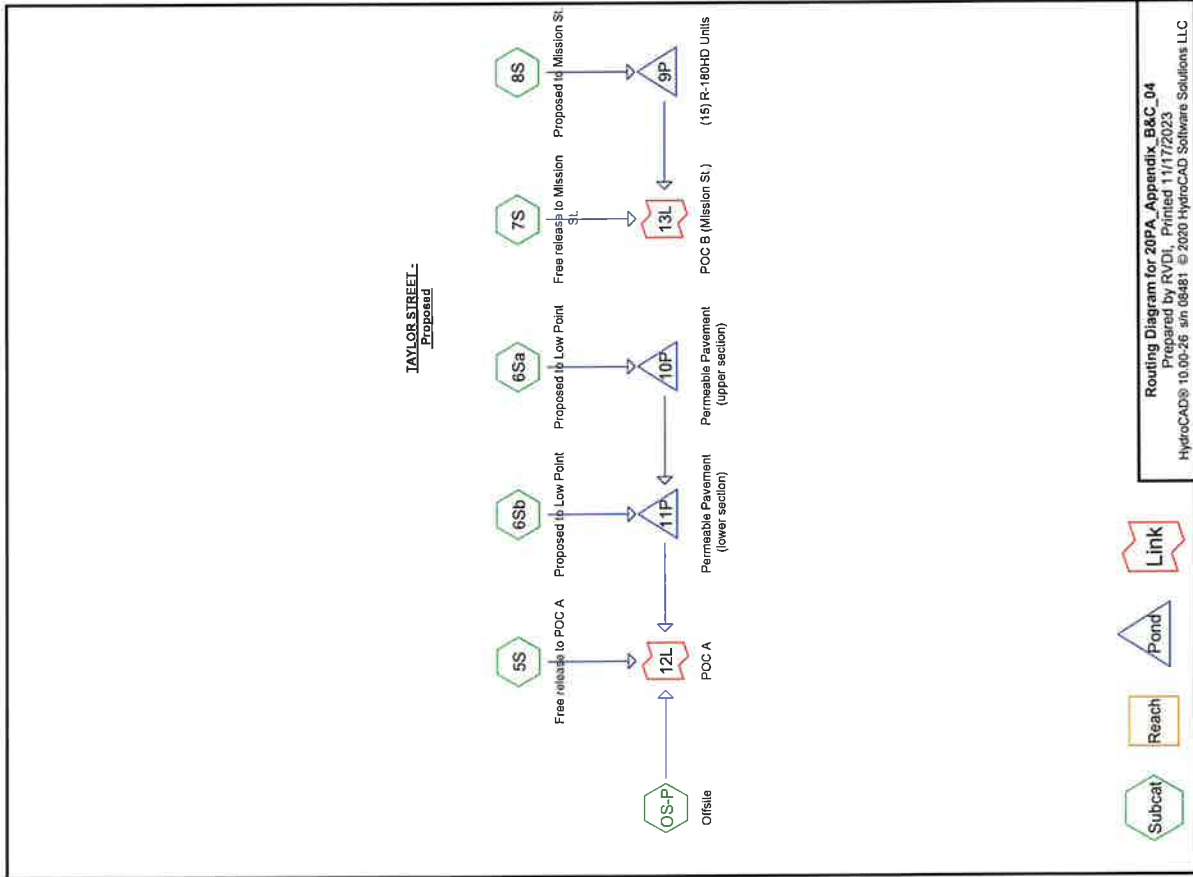 TAYLOR STREET -
Proposed
5S
6Sb
6Sa
7S
8S
Free release to POC A
Proposed to Low Point
Proposed to Low Point
Free release to Mission
St.
Proposed to Mission St.
OS-P
12L
11P
10P
13L
9P
Offsite
POC A
Permeable Pavement
(lower section)
Permeable Pavement
(upper section)
POC B (Mission St.)
(15) R-180HD Units
Subcat
Reach
Pond
Link
Routing Diagram for 20PA_Appendix_B&C_04
Prepared by RVDI, Printed 11/17/2023
HydroCAD® 10.00-26 s/n 08481 © 2020 HydroCAD Software Solutions LLC